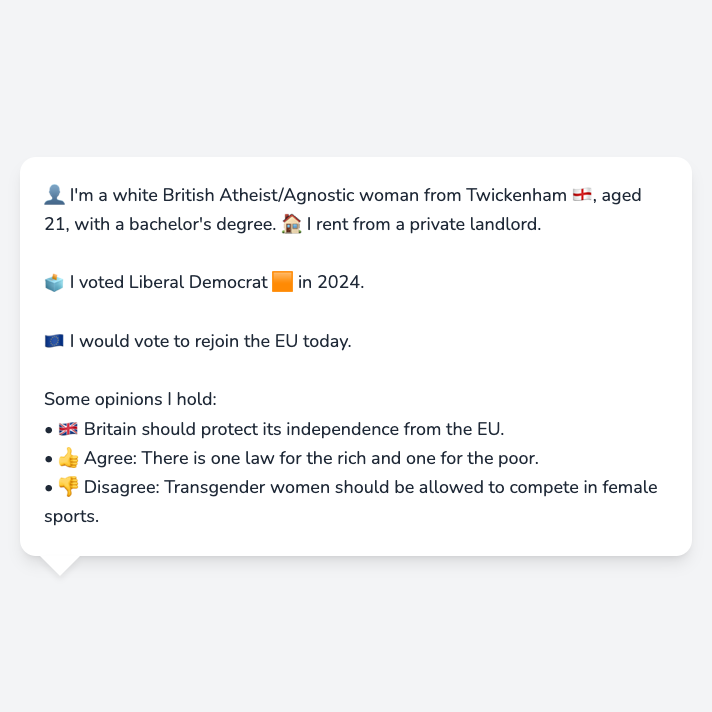 👤 I'm a white British Atheist/Agnostic woman from Twickenham 🏴󠁧󠁢󠁥󠁮󠁧󠁿, aged
21, with a bachelor's degree. 🏠 I rent from a private landlord.
🗳️ I voted Liberal Democrat 🟧 in 2024.
🇪🇺 I would vote to rejoin the EU today.
Some opinions I hold:
• 🇬🇧 Britain should protect its independence from the EU.
• 👍 Agree: There is one law for the rich and one for the poor.
• 👎 Disagree: Transgender women should be allowed to compete in female
sports.